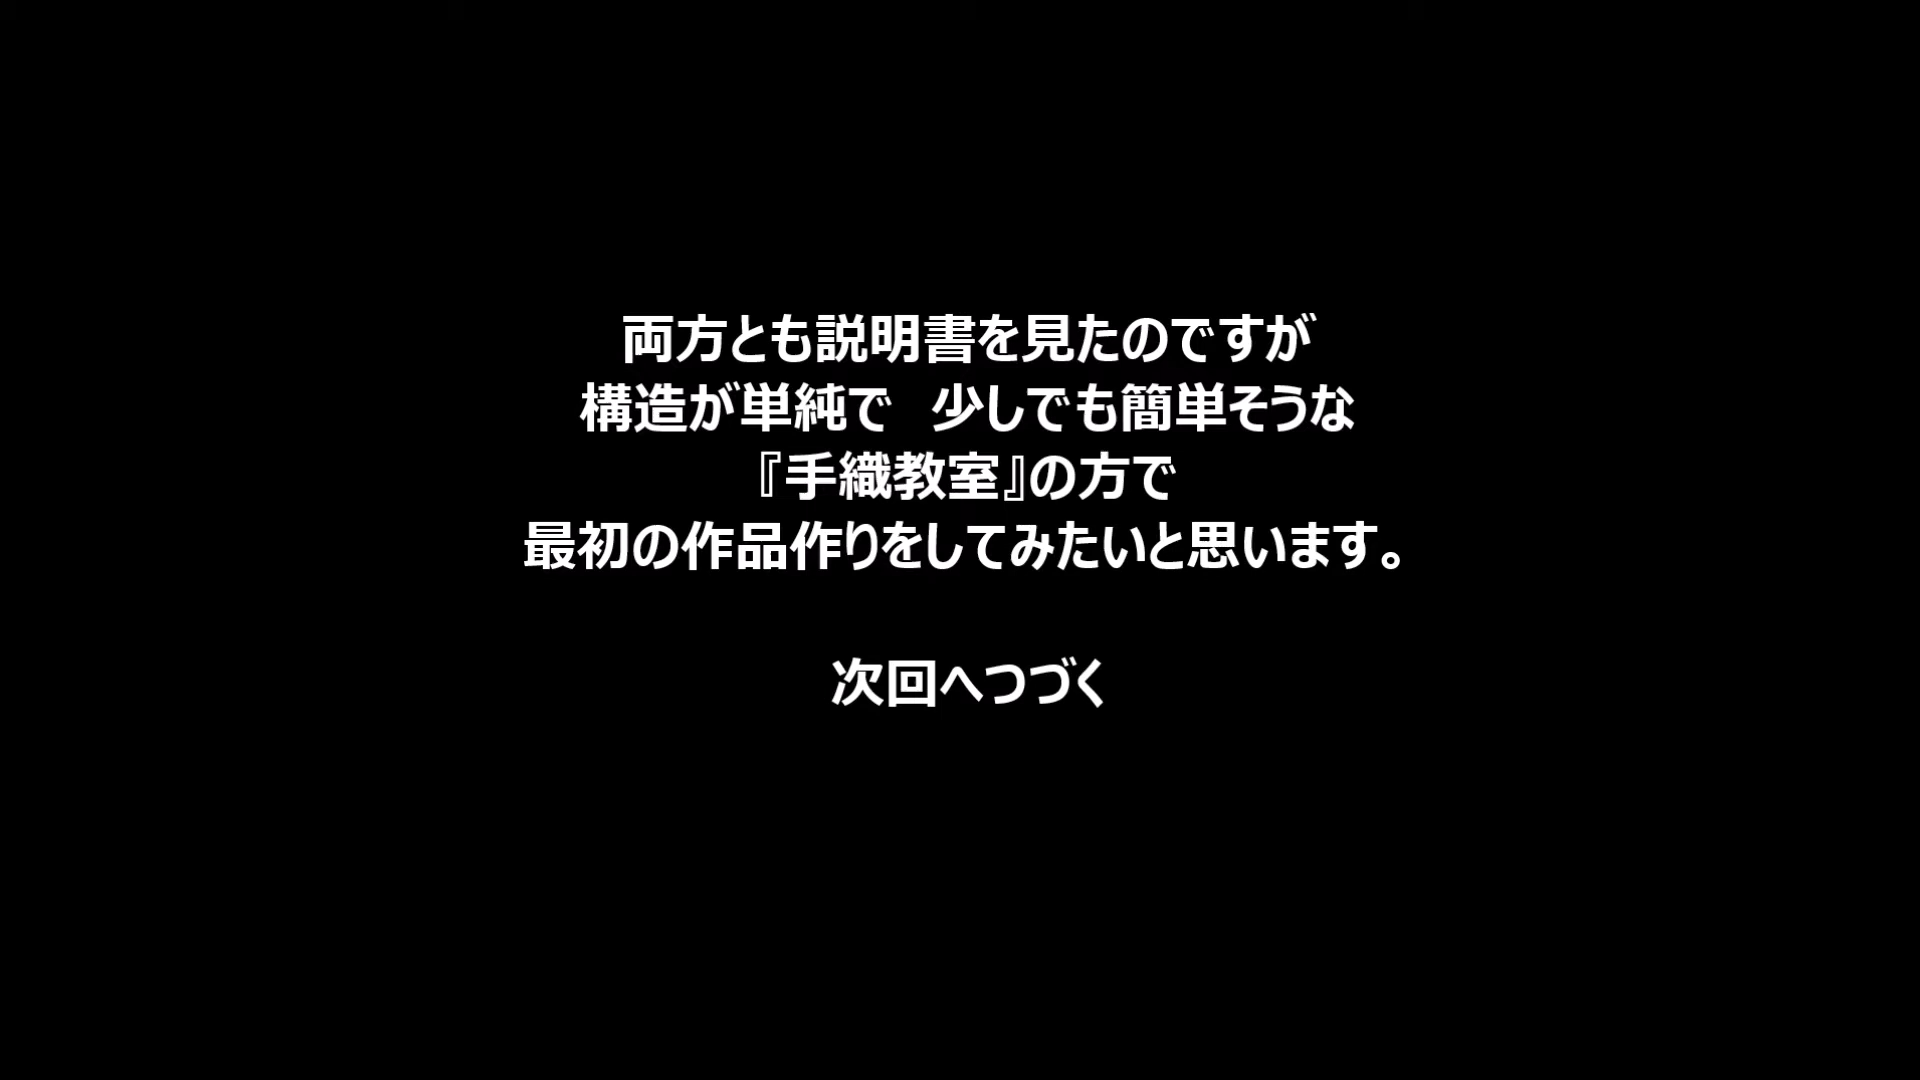 両方とも説明書を見たのですが
構造が単純で　少しでも簡単そうな
『手織教室』の方で
最初の作品作りをしてみたいと思います。
次回へつづく